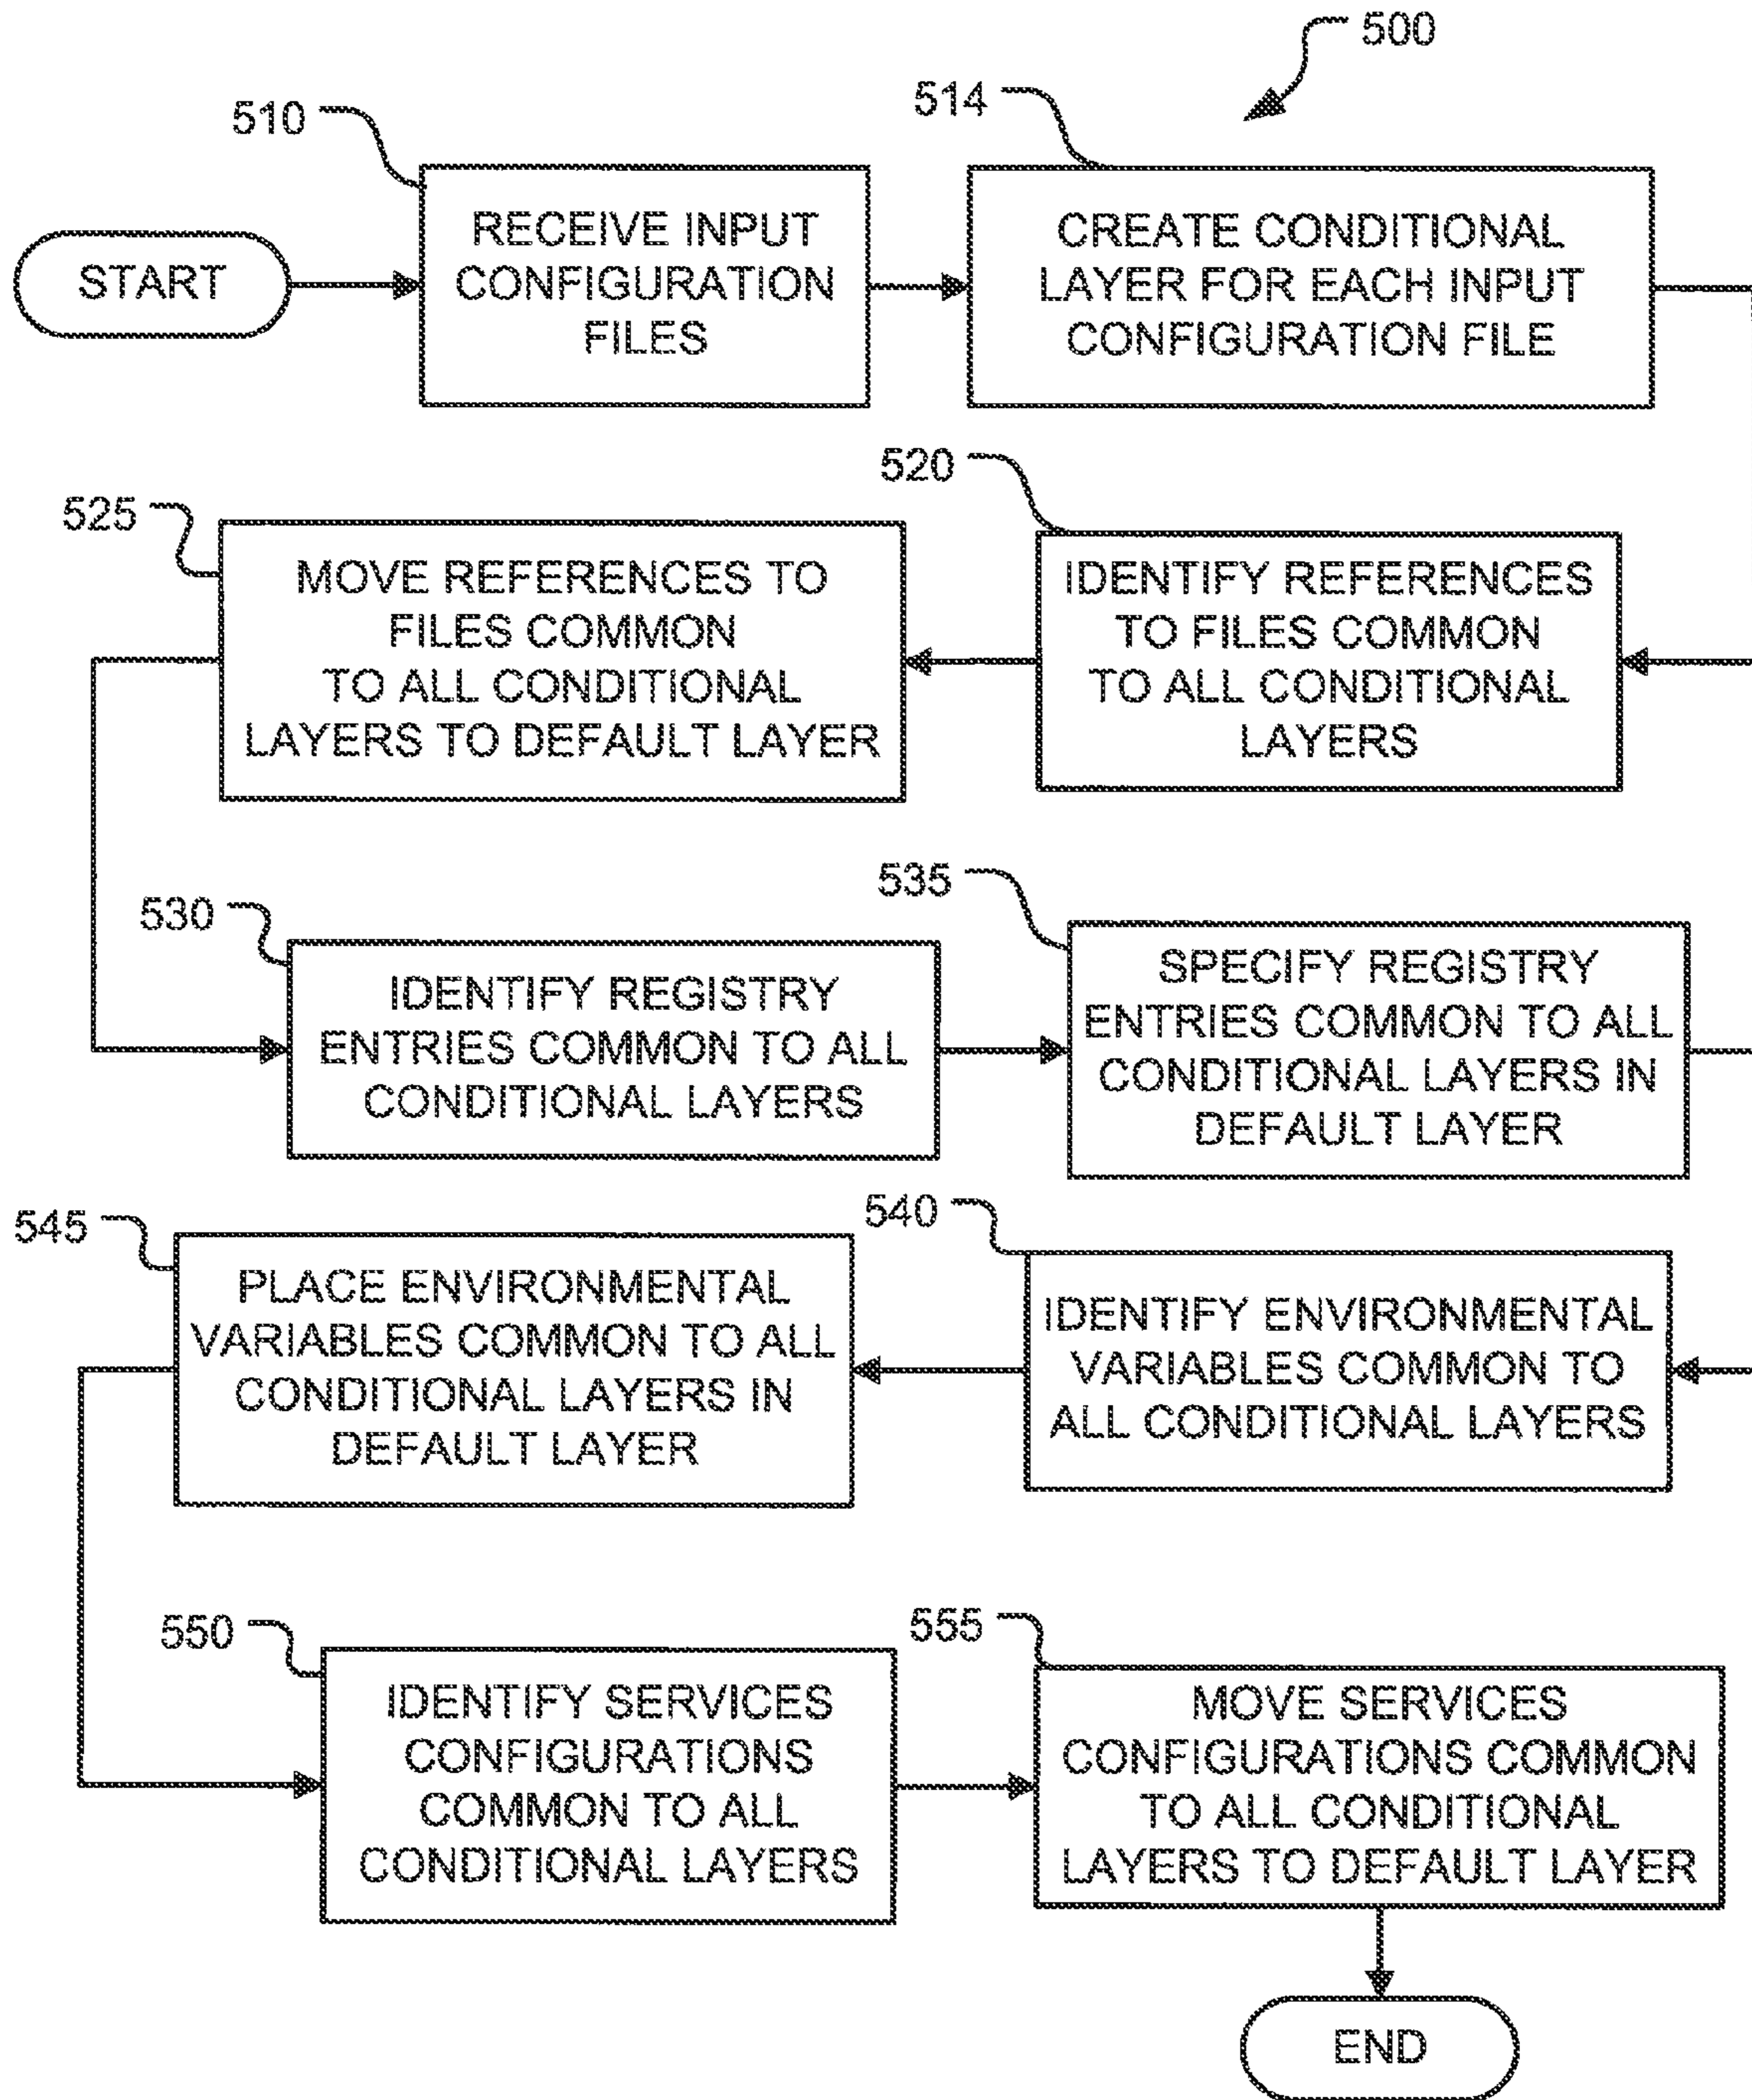 500
510
514
START
RECEIVE INPUT
CONFIGURATION
FILES
CREATE CONDITIONAL
LAYER FOR EACH INPUT
CONFIGURATION FILE
520
IDENTIFY REFERENCES
TO FILES COMMON
TO ALL CONDITIONAL
LAYERS
525
MOVE REFERENCES TO
FILES COMMON
TO ALL CONDITIONAL
LAYERS TO DEFAULT LAYER
530
IDENTIFY REGISTRY
ENTRIES COMMON TO ALL
CONDITIONAL LAYERS
535
SPECIFY REGISTRY
ENTRIES COMMON TO ALL
CONDITIONAL LAYERS IN
DEFAULT LAYER
540
IDENTIFY ENVIRONMENTAL
VARIABLES COMMON TO
ALL CONDITIONAL LAYERS
545
PLACE ENVIRONMENTAL
VARIABLES COMMON TO ALL
CONDITIONAL LAYERS IN
DEFAULT LAYER
550
IDENTIFY SERVICES
CONFIGURATIONS
COMMON TO ALL
CONDITIONAL LAYERS
555
MOVE SERVICES
CONFIGURATIONS COMMON
TO ALL CONDITIONAL
LAYERS TO DEFAULT LAYER
END